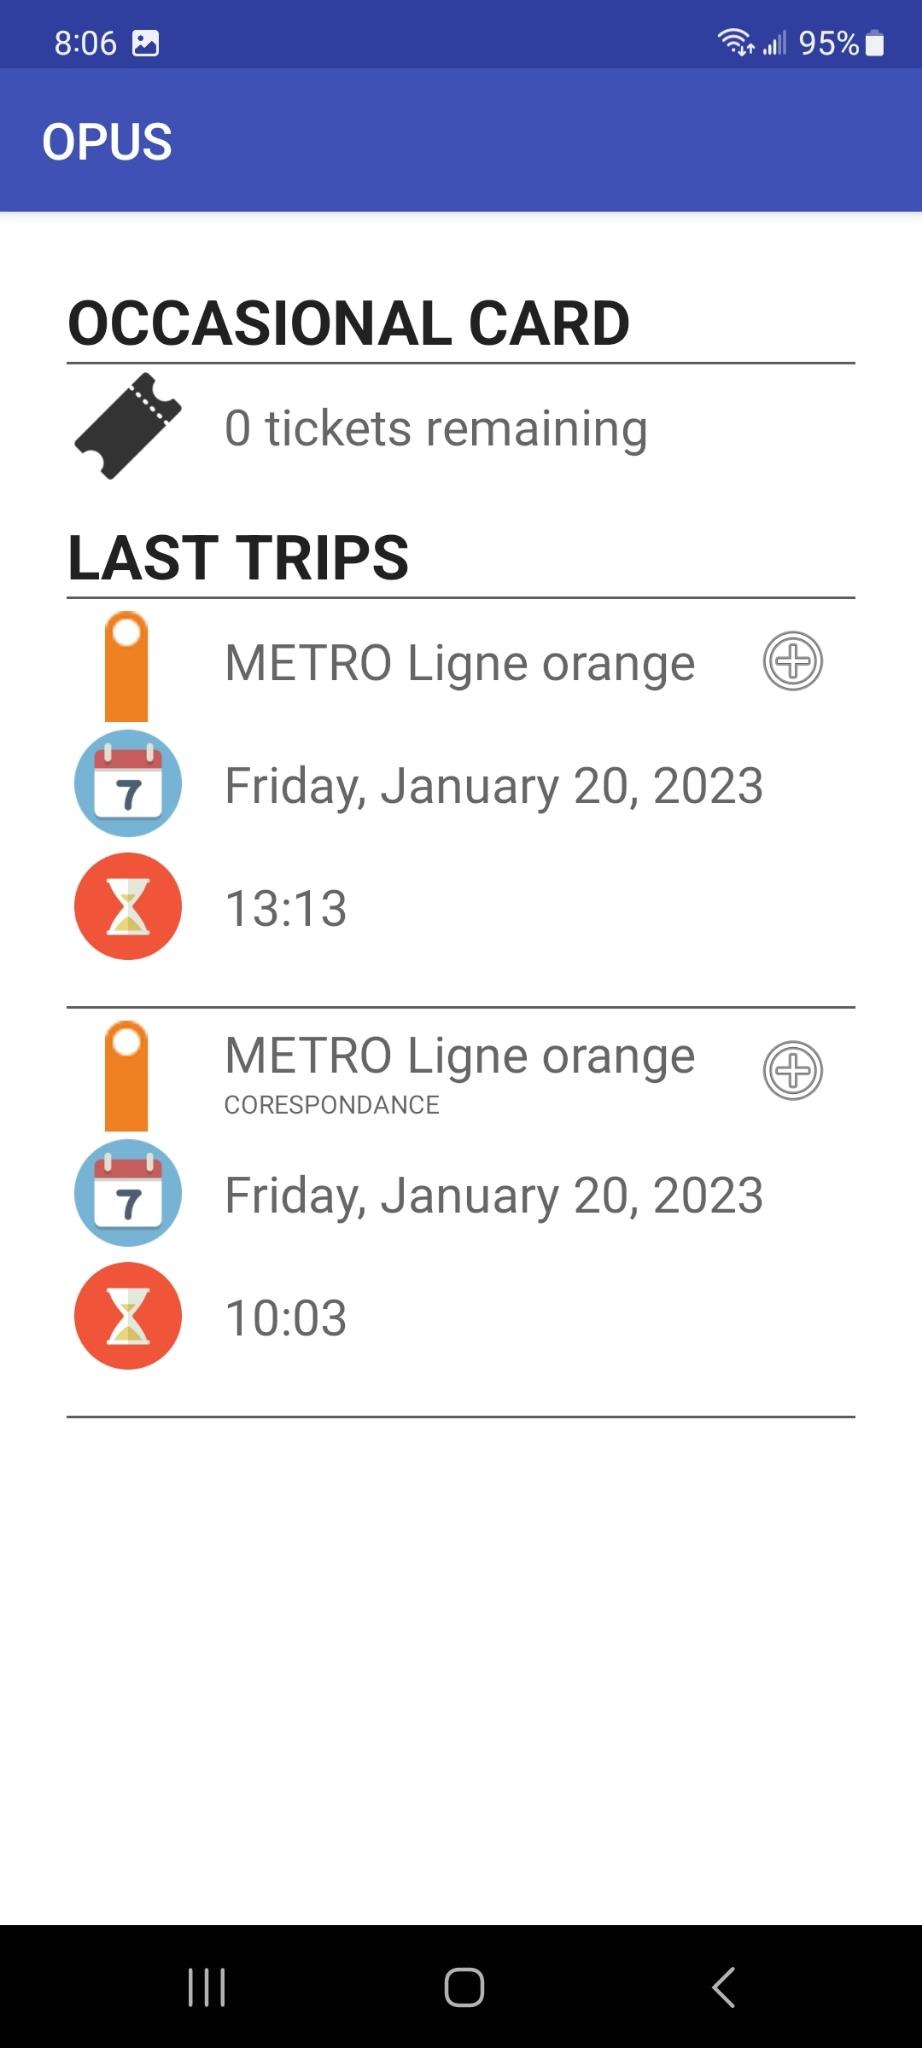 8:06
95%
OPUS
OCCASIONAL CARD
0 tickets remaining
LAST TRIPS
METRO Ligne orange
7
Friday, January 20, 2023
13:13
METRO Ligne orange
CORESPONDANCE
7
Friday, January 20, 2023
10:03